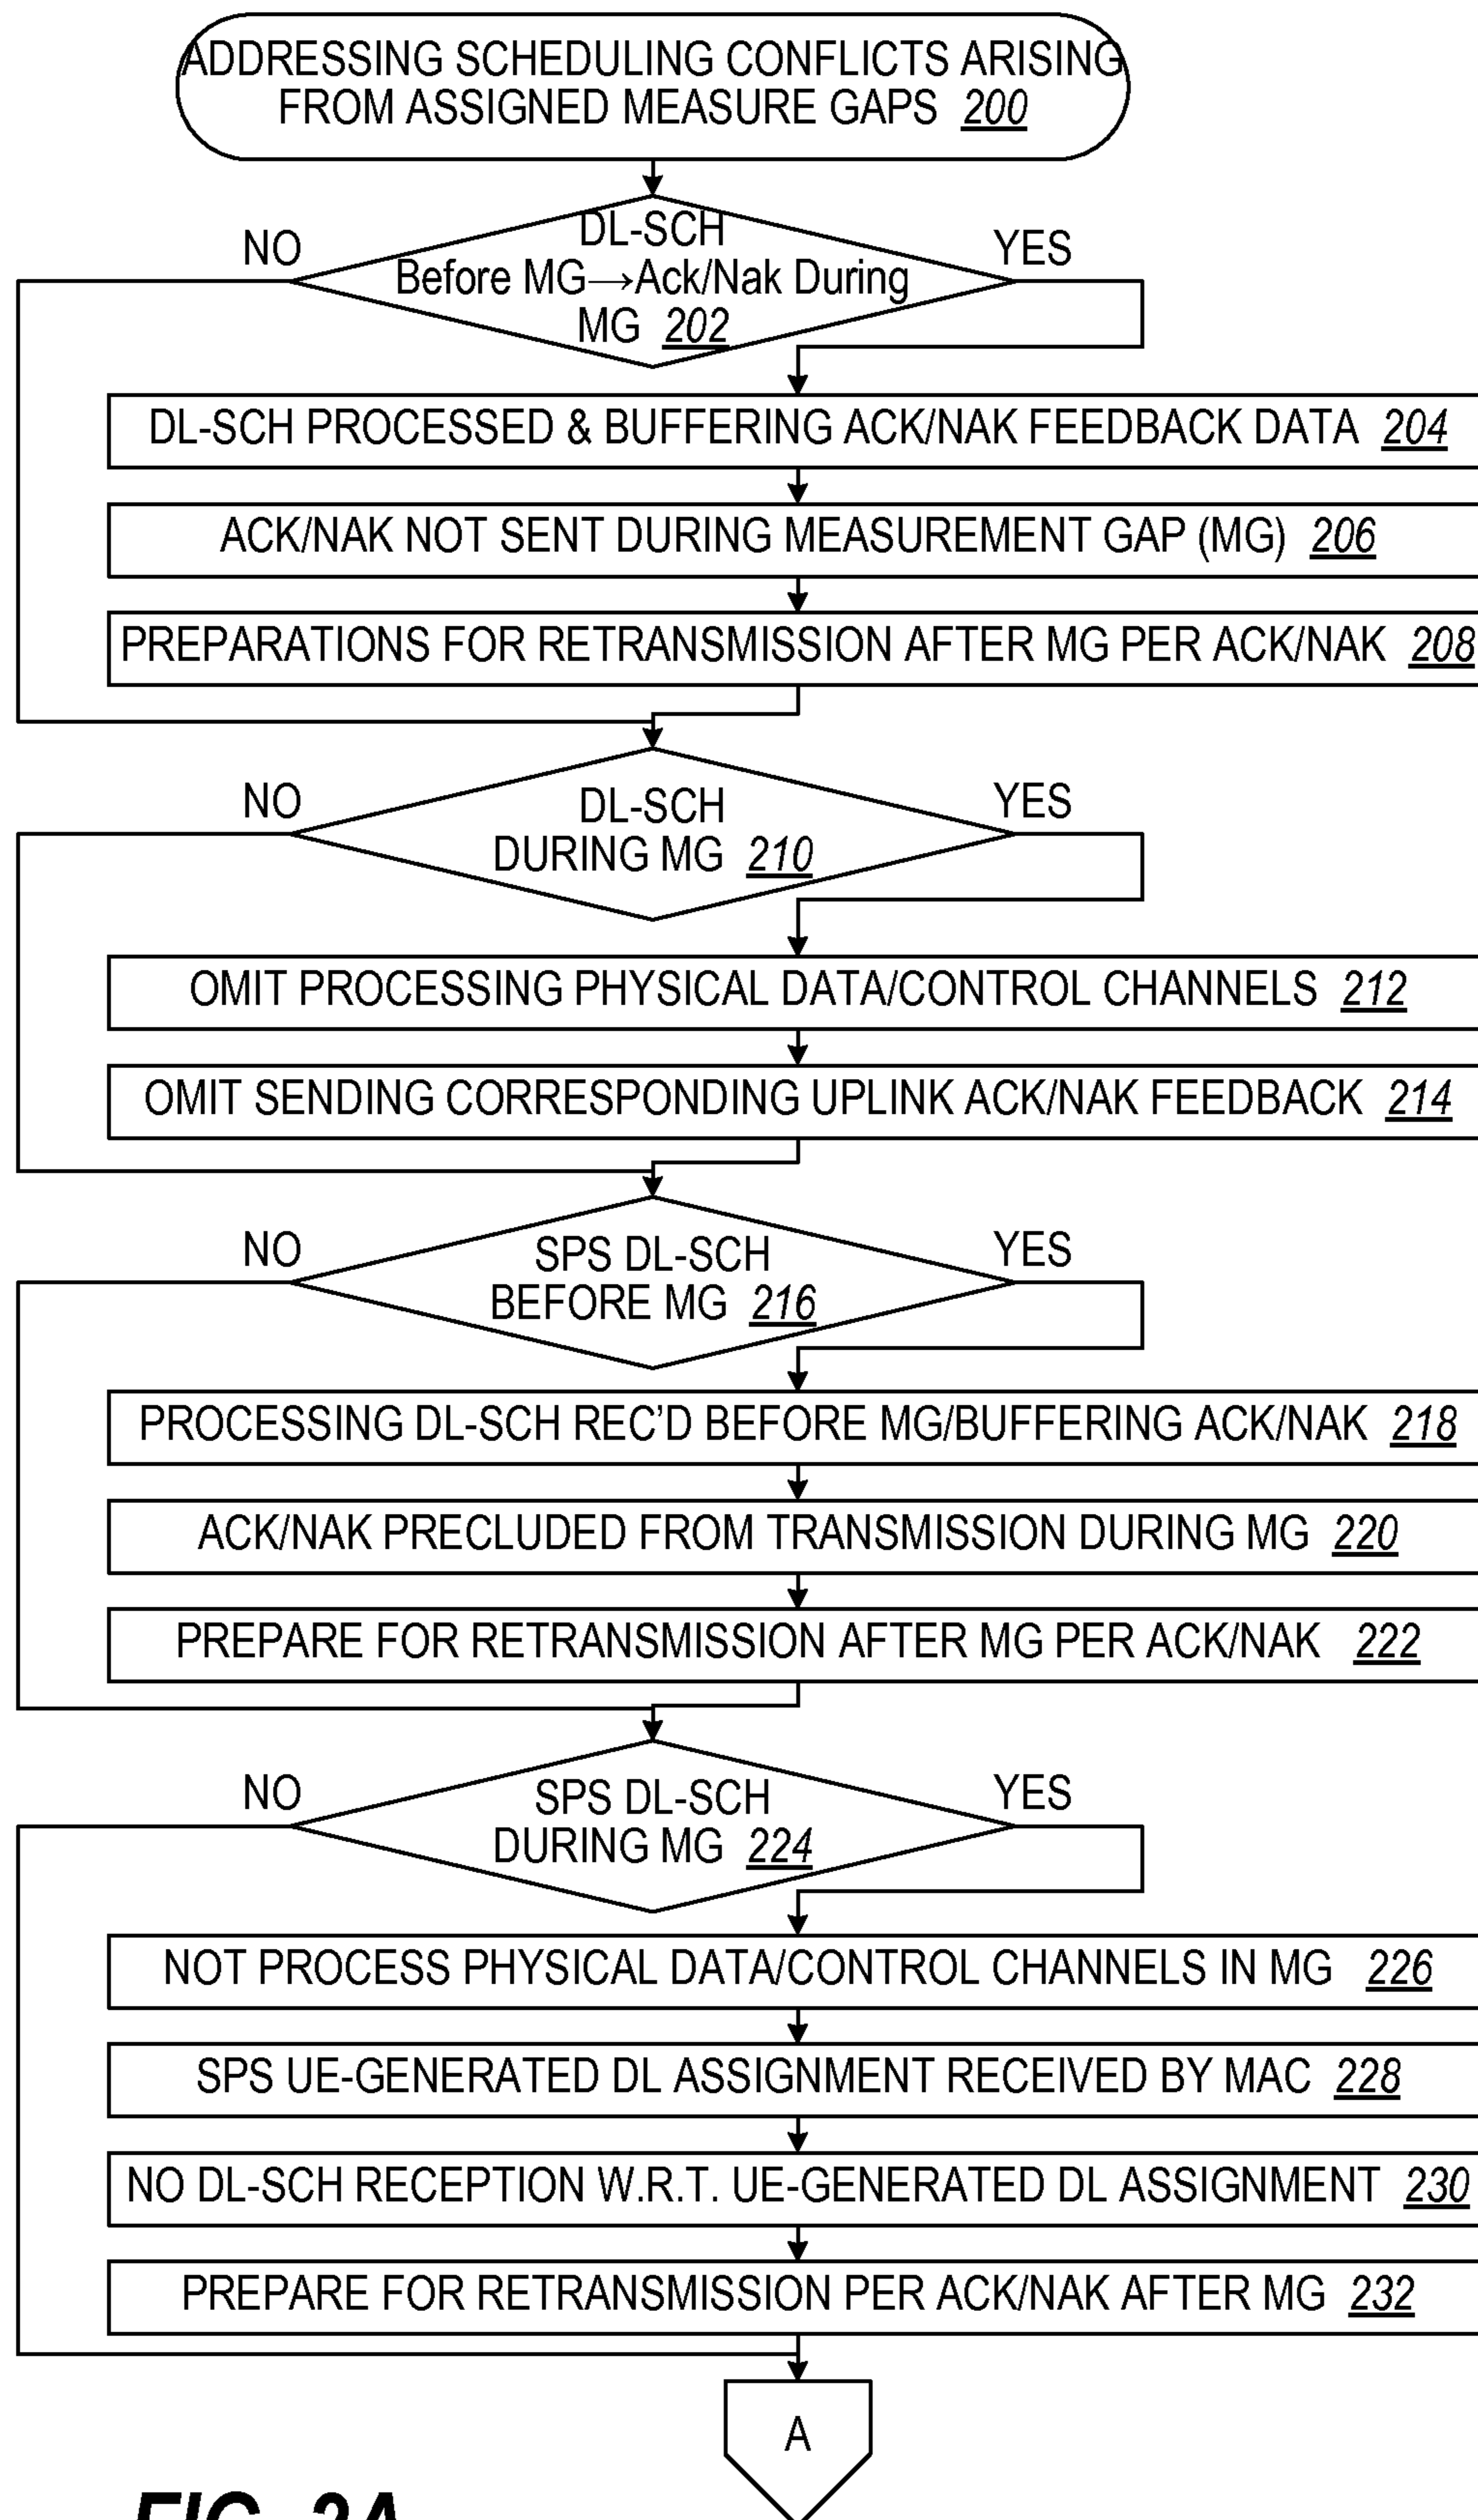 ADDRESSING SCHEDULING CONFLICTS ARISING
FROM ASSIGNED MEASURE GAPS 200
DL-SCH
NO
YES
Before MG→Ack/Nak During
MG 202
DL-SCH PROCESSED & BUFFERING ACK/NAK FEEDBACK DATA 204
ACK/NAK NOT SENT DURING MEASUREMENT GAP (MG) 206
PREPARATIONS FOR RETRANSMISSION AFTER MG PER ACK/NAK 208
NO
YES
DL-SCH
DURING MG 210
OMIT PROCESSING PHYSICAL DATA/CONTROL CHANNELS 212
OMIT SENDING CORRESPONDING UPLINK ACK/NAK FEEDBACK 214
NO
YES
SPS DL-SCH
BEFORE MG 216
PROCESSING DL-SCH REC'D BEFORE MG/BUFFERING ACK/NAK 218
ACK/NAK PRECLUDED FROM TRANSMISSION DURING MG 220
PREPARE FOR RETRANSMISSION AFTER MG PER ACK/NAK 222
NO
YES
SPS DL-SCH
DURING MG 224
NOT PROCESS PHYSICAL DATA/CONTROL CHANNELS IN MG 226
SPS UE-GENERATED DL ASSIGNMENT RECEIVED BY MAC 228
NO DL-SCH RECEPTION W.R.T. UE-GENERATED DL ASSIGNMENT 230
PREPARE FOR RETRANSMISSION PER ACK/NAK AFTER MG 232
A
FIG. 2A